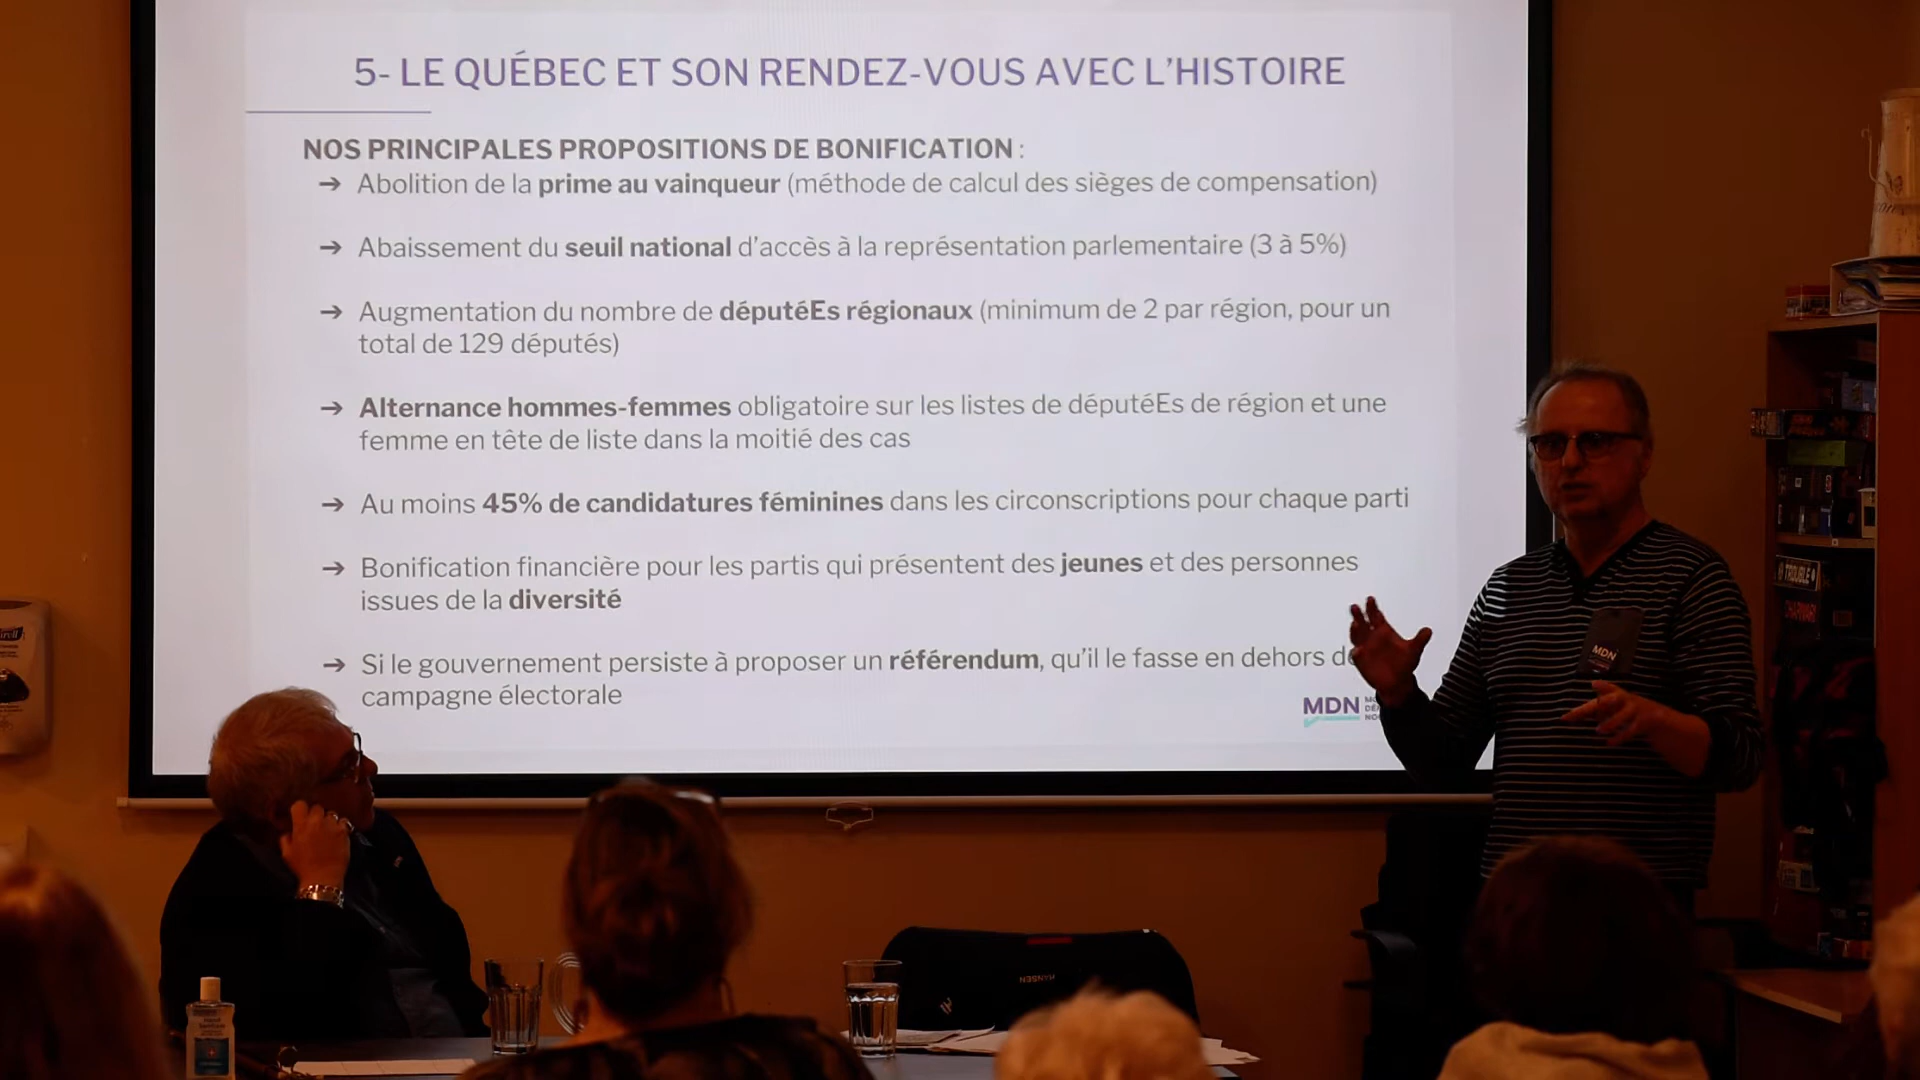 5- LE QUÉBEC ET SON RENDEZ-VOUS AVEC L'HISTOIRE
NOS PRINCIPALES PROPOSITIONS DE BONIFICATION :
→ Abolition de la prime au vainqueur (méthode de calcul des sièges de compensation)
→ Abaissement du seuil national d'accès à la représentation parlementaire (3 à 5%)
→ Augmentation du nombre de députéEs régionaux (minimum de 2 par région, pour un
total de 129 députés)
→ Alternance hommes-femmes obligatoire sur les listes de députéEs de région et une
femme en tête de liste dans la moitié des cas
→ Au moins 45% de candidatures féminines dans les circonscriptions pour chaque parti
→ Bonification financière pour les partis qui présentent des jeunes et des personnes
issues de la diversité
→ Si le gouvernement persiste à proposer un référendum, qu'il le fasse en dehors de
campagne électorale
MDN
MDN
TROUBLE